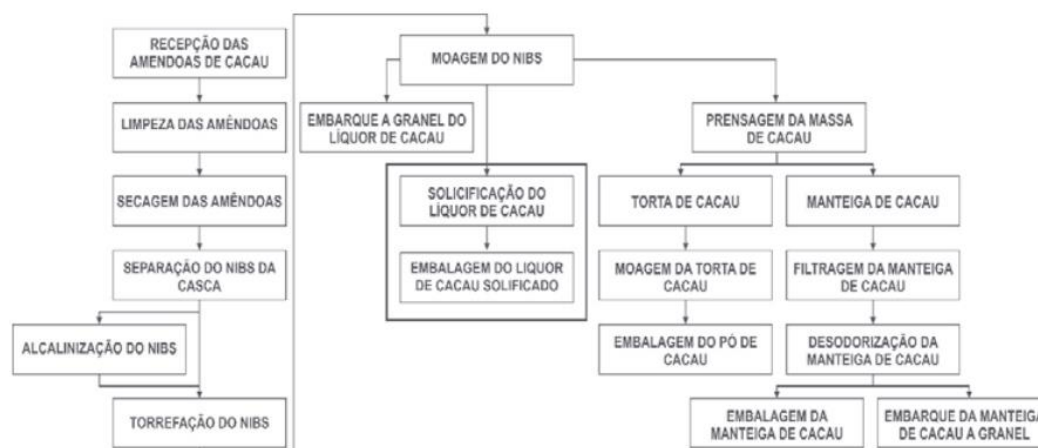 RECEPÇÃO DAS
AMENDOAS DE CACAU
LIMPEZA DAS AMÊNDOAS
SECAGEM DAS AMÊNDOAS
SEPARAÇÃO DO NIBS DA
CASCA
ALCALINIZAÇÃO DO NIBS
TORREFAÇÃO DO NIBS
MOAGEM DO NIBS
EMBARQUE A GRANEL DO
LÍQUOR DE CACAU
SOLICIFICAÇÃO DO
LÍQUOR DE CACAU
EMBALAGEM DO LIQUOR
DE CACAU SOLIFICADO
PRENSAGEM DA MASSA
DE CACAU
TORTA DE CACAU
MOAGEM DA TORTA DE
CACAU
EMBALAGEM DO PÓ DE
CACAU
MANTEIGA DE CACAU
FILTRAGEM DA MANTEIGA
DE CACAU
DESODORIZAÇÃO DA
MANTEIGA DE CACAU
EMBALAGEM DA
MANTEIGA DE CACAU
EMBARQUE DA MANTEIGA
DE CACAU A GRANEL